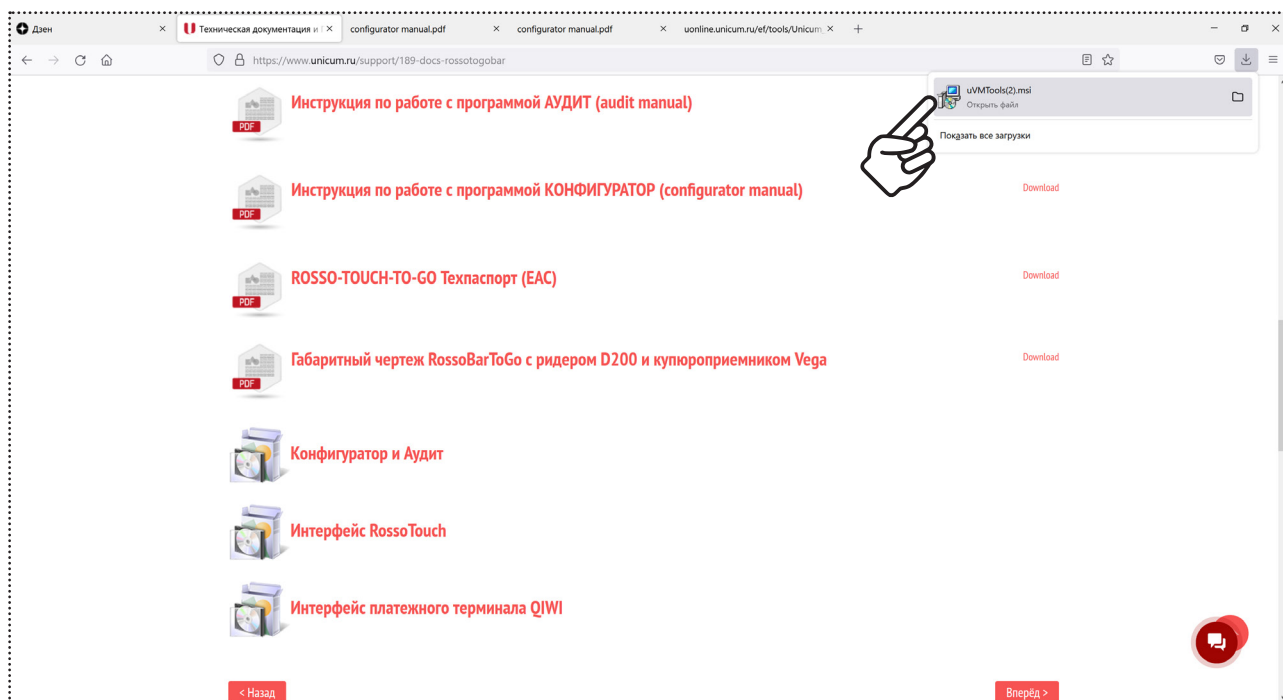 Дзен
Техническая документация и
configurator manual.pdf
configurator manual.pdf
uonline.unicum.ru/ef/tools/Unicum
https://www.unicum.ru/support/189-docs-rossotogobar
uVMTools(2).msi
Открыть файл
Показать все загрузки
Инструкция по работе с программой АУДИТ (audit manual)
PDF
Инструкция по работе с программой КОНФИГУРАТОР (configurator manual)
Download
PDF
ROSSO-TOUCH-TO-GO Техпаспорт (EAC)
Download
PDF
Габаритный чертеж RossoBarToGo с ридером D200 и купюроприемником Vega
Download
PDF
Конфигуратор и Аудит
Интерфейс RossoTouch
Интерфейс платежного терминала QIWI
< Назад
Вперёд >